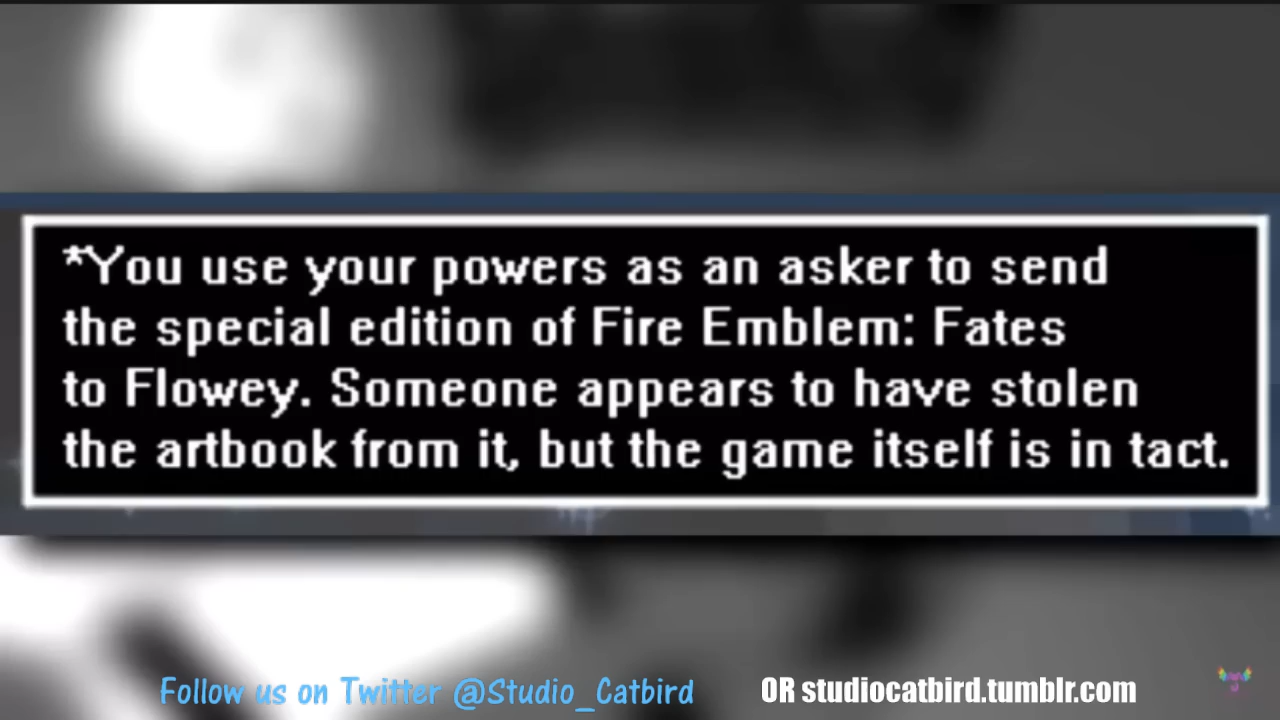 *You use your powers as an asker to send
the special edition of Fire Emblem: Fates
to Flowey. Someone appears to have stolen
the artbook from it, but the game itself is in tact.
Follow us on Twitter @Studio_Catbird OR studiocatbird.tumblr.com